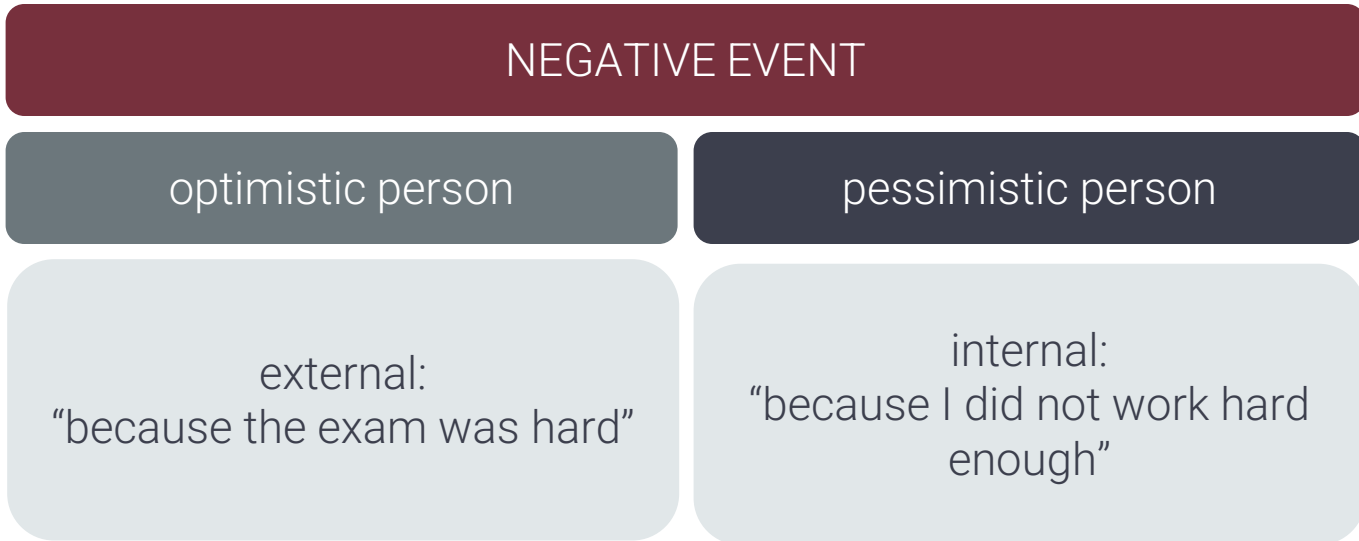 NEGATIVE EVENT
optimistic person
pessimistic person
external:
“because the exam was hard”
internal:
“because I did not work hard
enough”